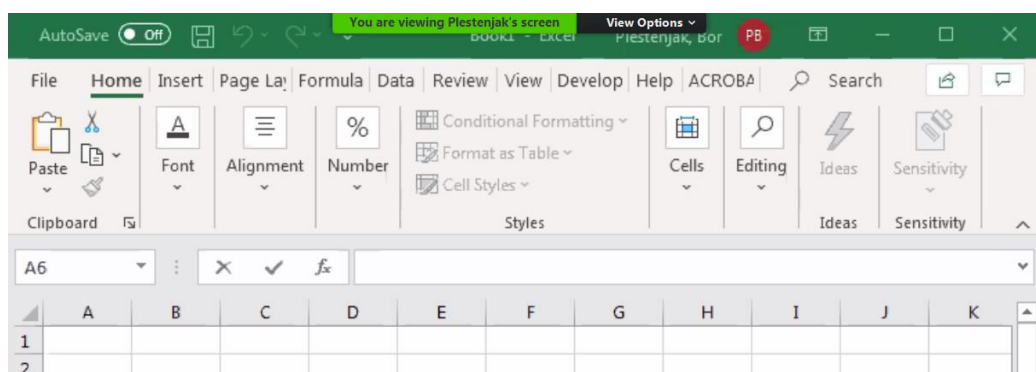 You are viewing Plestenjak's screen View Options
AutoSave Off Book1 - Excel Plestenjak, Bor PB
File Home Insert Page La Formula Data Review View Develop Help ACROBA Search
Paste Font Alignment Number Conditional Formatting Cells Editing Ideas Sensitivity
Format as Table
Cell Styles
Clipboard Styles Ideas Sensitivity
A6 fx
A B C D E F G H I J K
1
2